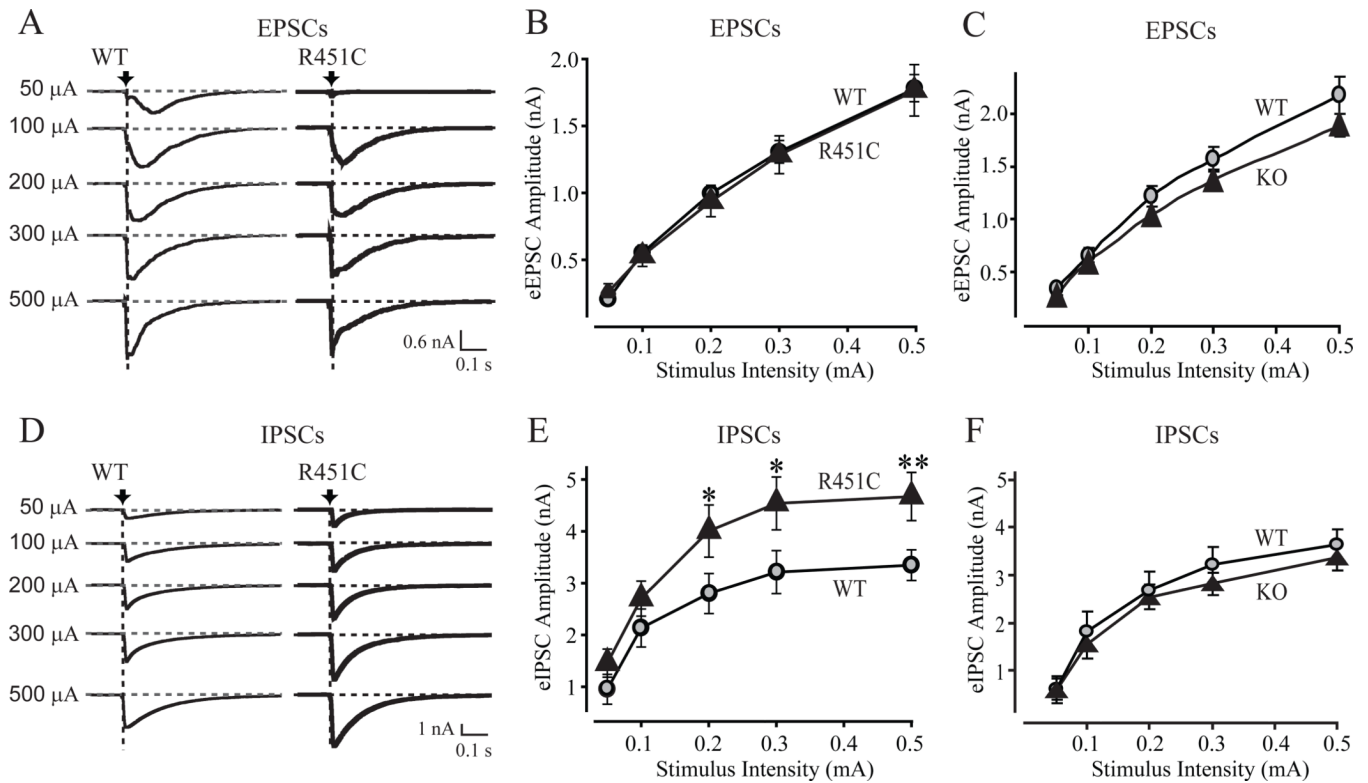 A
EPSCs
WT
R451C
50 µA
100 µA
200 µA
300 µA
500 µA
0.6 nA
0.1 s
B
EPSCs
eEPSC Amplitude (nA)
2.0
1.5
1.0
0.5
WT
R451C
0.1 0.2 0.3 0.4 0.5
Stimulus Intensity (mA)
C
EPSCs
eEPSC Amplitude (nA)
2.0
1.5
1.0
0.5
WT
KO
0.1 0.2 0.3 0.4 0.5
Stimulus Intensity (mA)
D
IPSCs
WT
R451C
50 µA
100 µA
200 µA
300 µA
500 µA
1 nA
0.1 s
E
IPSCs
eIPSC Amplitude (nA)
5
4
3
2
1
* * **
R451C
WT
0.1 0.2 0.3 0.4 0.5
Stimulus Intensity (mA)
F
IPSCs
eIPSC Amplitude (nA)
5
4
3
2
1
WT
KO
0.1 0.2 0.3 0.4 0.5
Stimulus Intensity (mA)